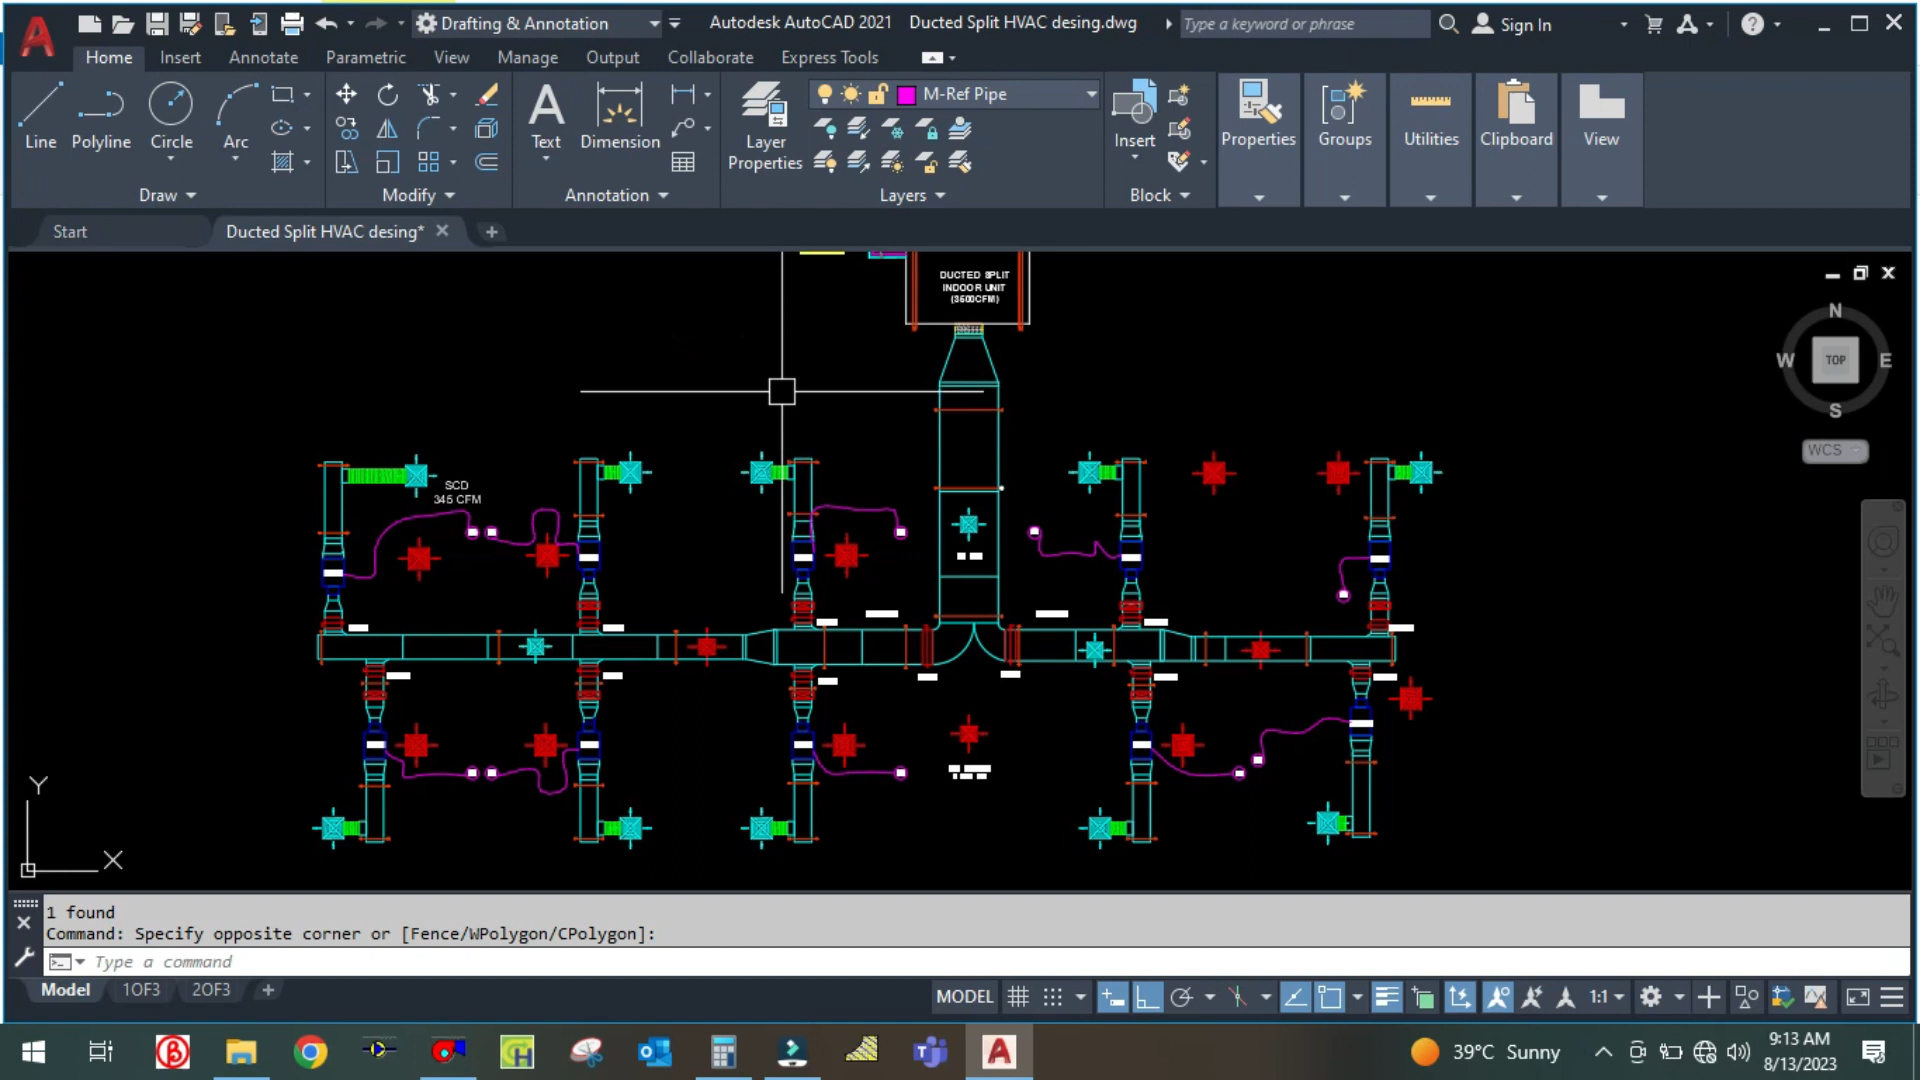 Drafting & Annotation
Autodesk AutoCAD 2021 Ducted Split HVAC desing.dwg
Type a keyword or phrase
Sign In
Home Insert Annotate Parametric View Manage Output Collaborate Express Tools
M-Ref Pipe
Line Polyline Circle Arc
Text Dimension
Layer
Properties
Insert
Properties Groups Utilities Clipboard View
Draw Modify Annotation Layers Block
Start
Ducted Split HVAC desing*
DUCTED SPLIT
INDOOR UNIT
(3500CFM)
N
W TOP E
S
WCS
SCD
345 CFM
Y
X
1 found
Command: Specify opposite corner or [Fence/WPolygon/CPolygon]:
Type a command
Model 1OF3 2OF3
MODEL
1:1
39°C Sunny
9:13 AM
8/13/2023